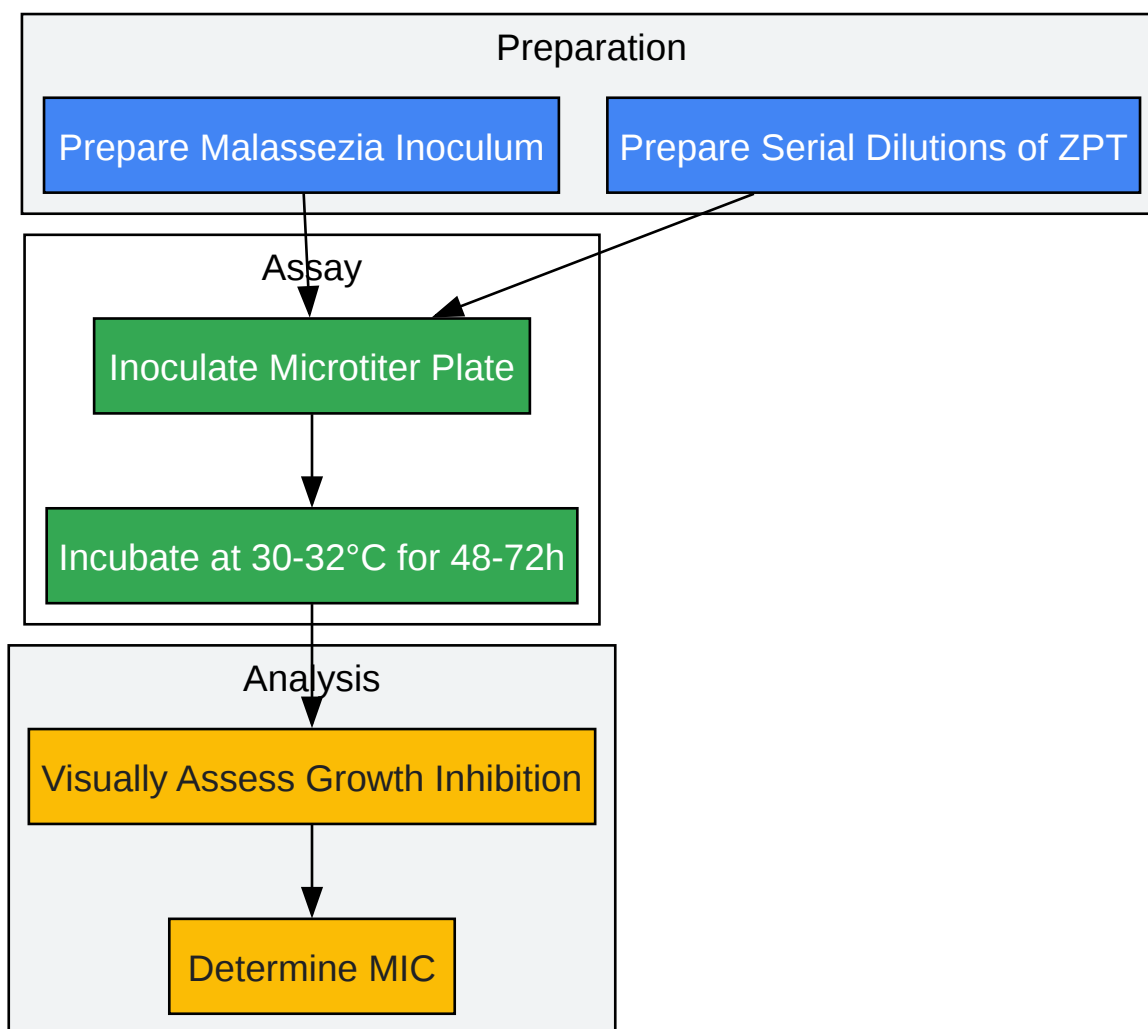 Preparation
Prepare Malassezia Inoculum
Prepare Serial Dilutions of ZPT
Assay
Inoculate Microtiter Plate
Incubate at 30-32°C for 48-72h
Analysis
Visually Assess Growth Inhibition
Determine MIC